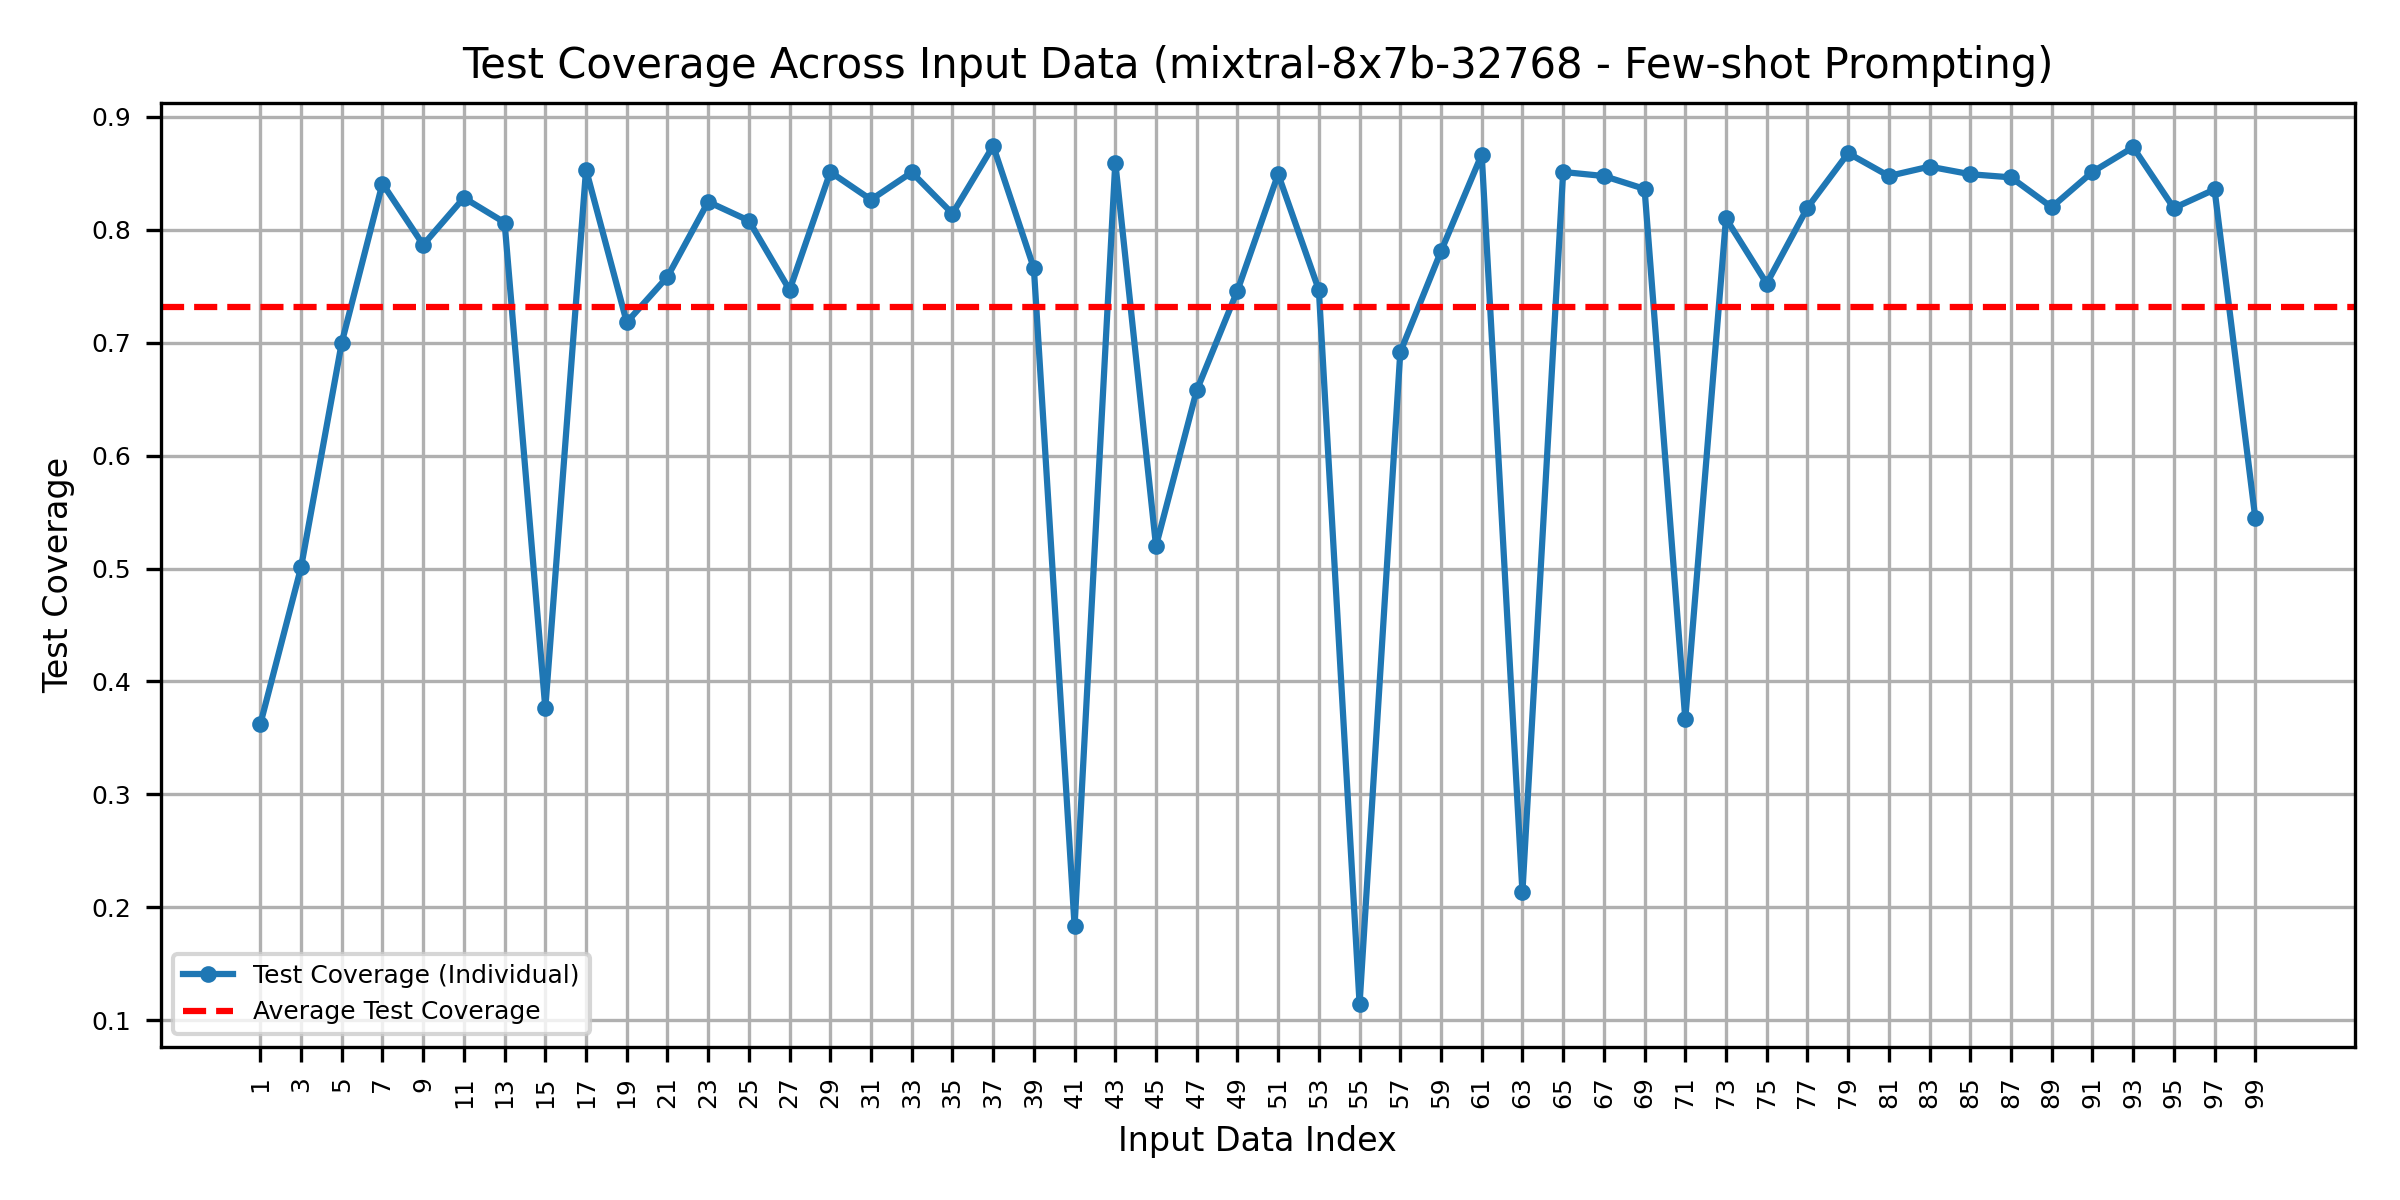 Test Coverage Across Input Data (mixtral-8x7b-32768 - Few-shot Prompting)
Test Coverage
0.9
0.8
0.7
0.6
0.5
0.4
0.3
0.2
0.1
Test Coverage (Individual)
Average Test Coverage
1 3 5 7 9 11 13 15 17 19 21 23 25 27 29 31 33 35 37 39 41 43 45 47 49 51 53 55 57 59 61 63 65 67 69 71 73 75 77 79 81 83 85 87 89 91 93 95 97 99
Input Data Index